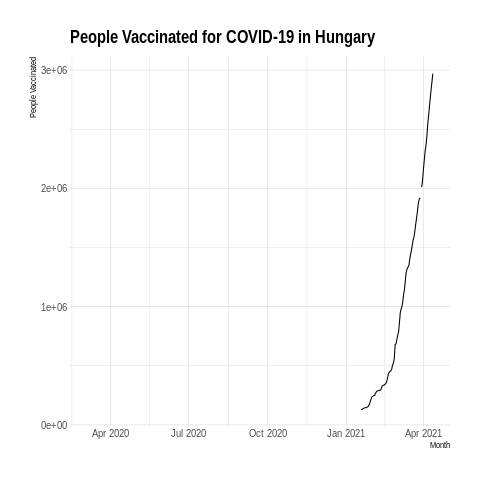 People Vaccinated for COVID-19 in Hungary
People Vaccinated
3e+06
2e+06
1e+06
0e+00
Apr 2020 Jul 2020 Oct 2020 Jan 2021 Apr 2021
Month